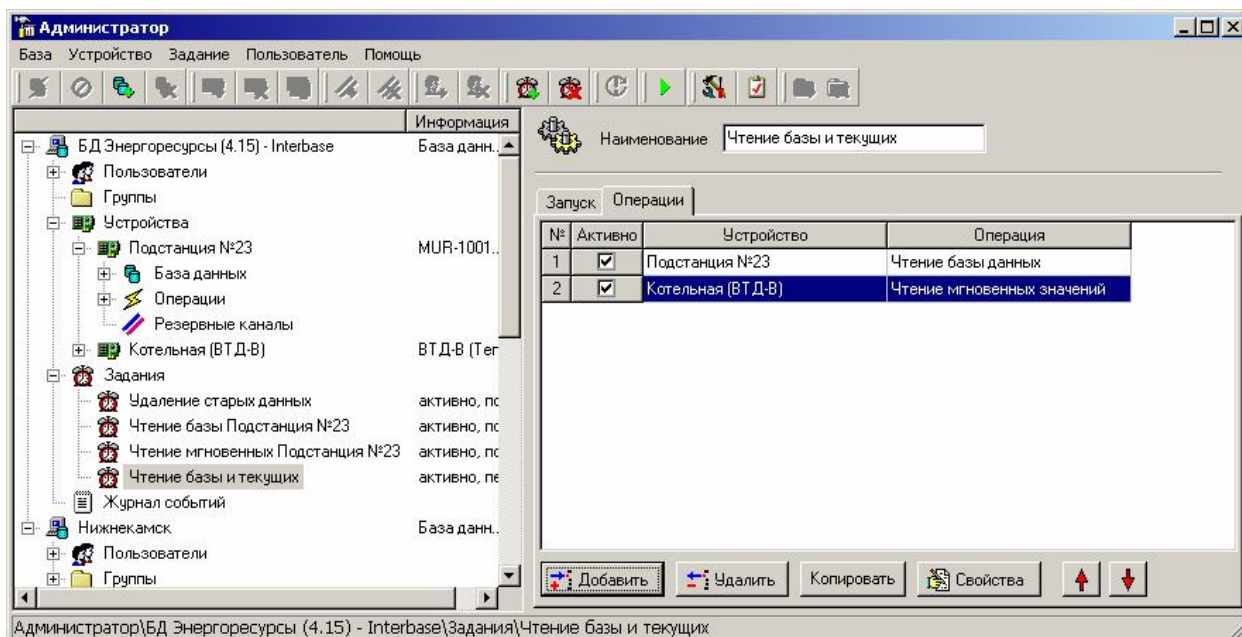 Администратор
База Устройство Задание Пользователь Помощь
Информация
БД Энергоресурсы (4.15) - Interbase База данн..
Пользователи
Группы
Устройства
Подстанция №23 MUR-1001..
База данных
Операции
Резервные каналы
Котельная (ВТД-В) ВТД-В (Теп
Задания
Удаление старых данных активно, по
Чтение базы Подстанция №23 активно, по
Чтение мгновенных Подстанция №23 активно, по
Чтение базы и текущих активно, пе
Журнал событий
Нижнекамск База данн..
Пользователи
Группы
Наименование Чтение базы и текущих
Запуск Операции
№ Активно Устройство Операция
1 Подстанция №23 Чтение базы данных
2 Котельная (ВТД-В) Чтение мгновенных значений
Добавить Удалить Копировать Свойства
Администратор\БД Энергоресурсы (4.15) - Interbase\Задания\Чтение базы и текущих